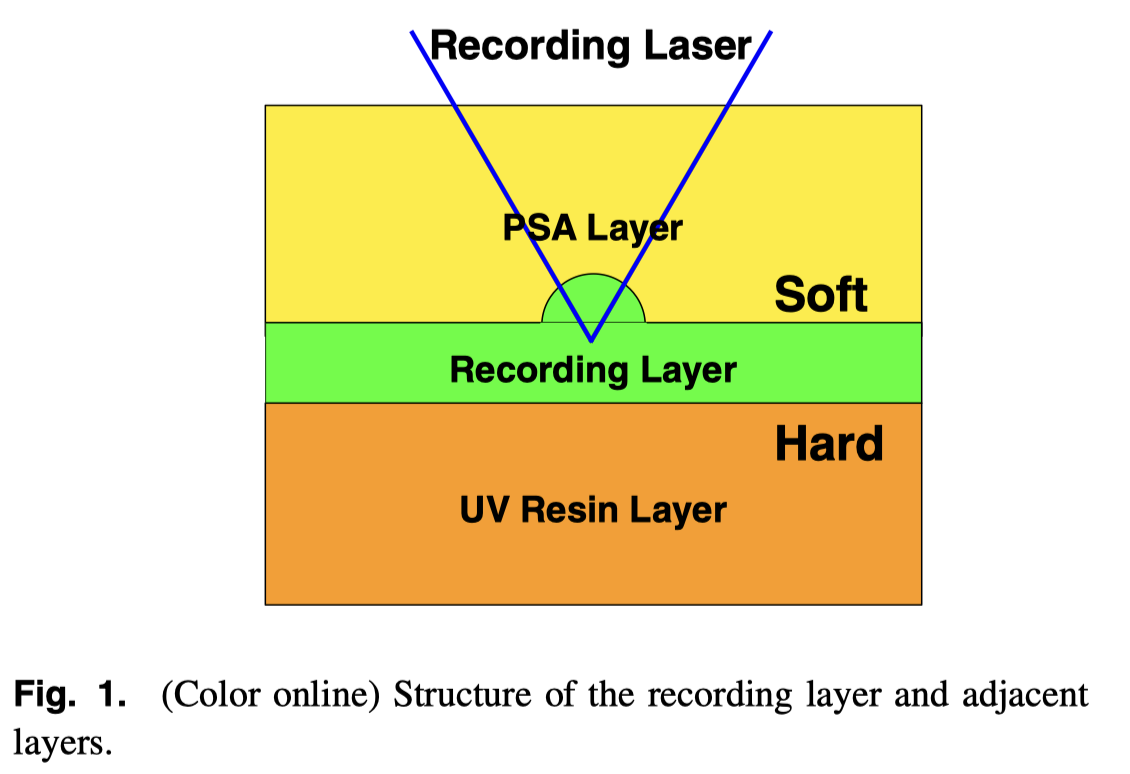 Recording Laser
PSA Layer
Soft
Recording Layer
Hard
UV Resin Layer
Fig. 1. (Color online) Structure of the recording layer and adjacent
layers.